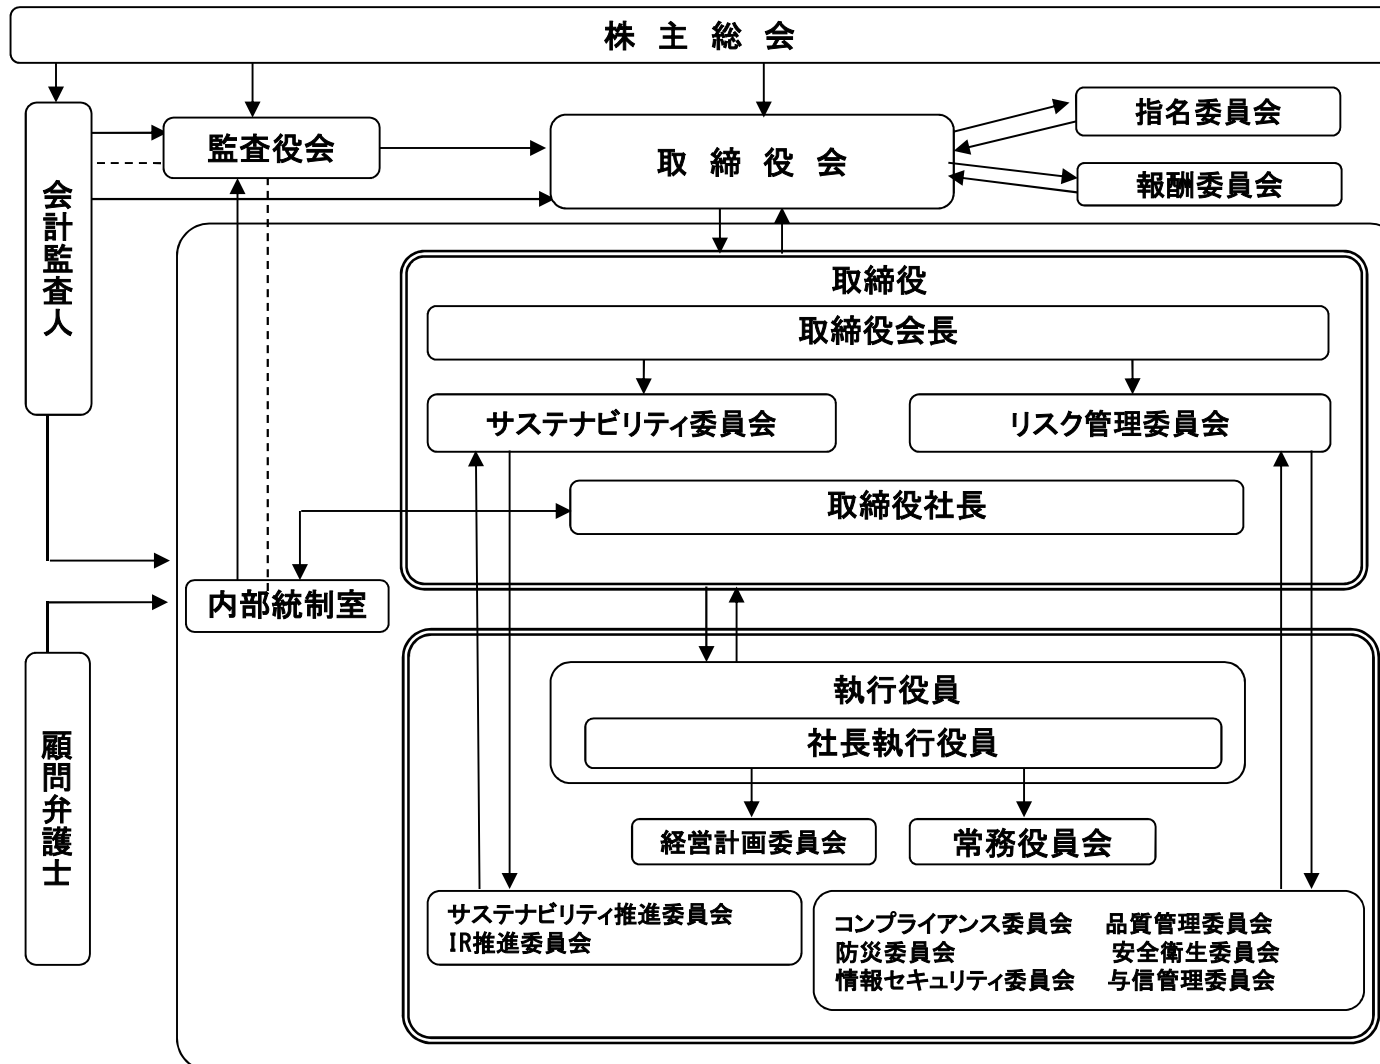 株主総会
指名委員会
監査役会
取締役会
報酬委員会
会計監査人
取締役
取締役会長
サステナビリティ委員会
リスク管理委員会
取締役社長
内部統制室
執行役員
社長執行役員
顧問弁護士
経営計画委員会
常務役員会
サステナビリティ推進委員会
IR推進委員会
コンプライアンス委員会 品質管理委員会
防災委員会 安全衛生委員会
情報セキュリティ委員会 与信管理委員会